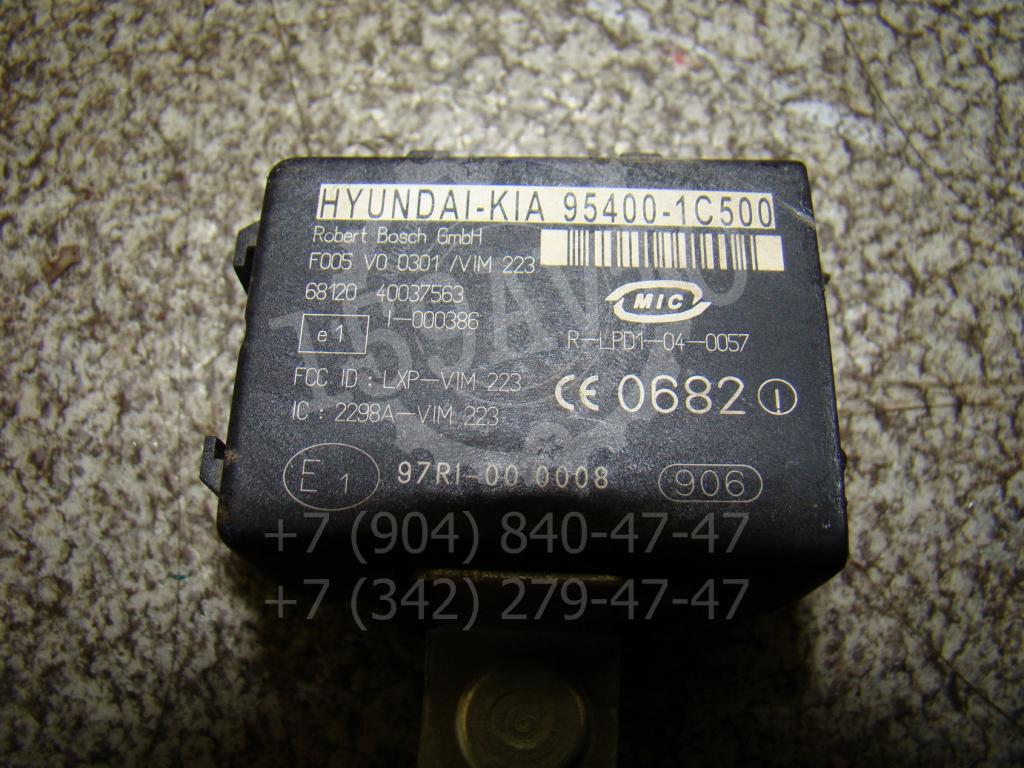 HYUNDAI-KIA 95400-1C500
Robert Bosch GmbH
F005 V0 0301 /VIM 223
68120 40037563
I-000386
e1
MIC
R-LPD1-04-0057
FCC ID : LXP-VIM 223
IC : 2298A-VIM 223
CE 0682
E1 97RI-00 0008 906
159AVTO
+7 (904) 840-47-47
+7 (342) 279-47-47